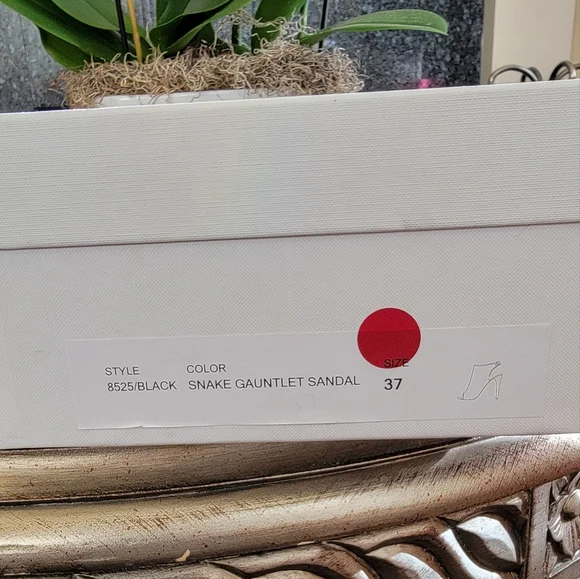 STYLE COLOR SIZE
8525/BLACK SNAKE GAUNTLET SANDAL 37